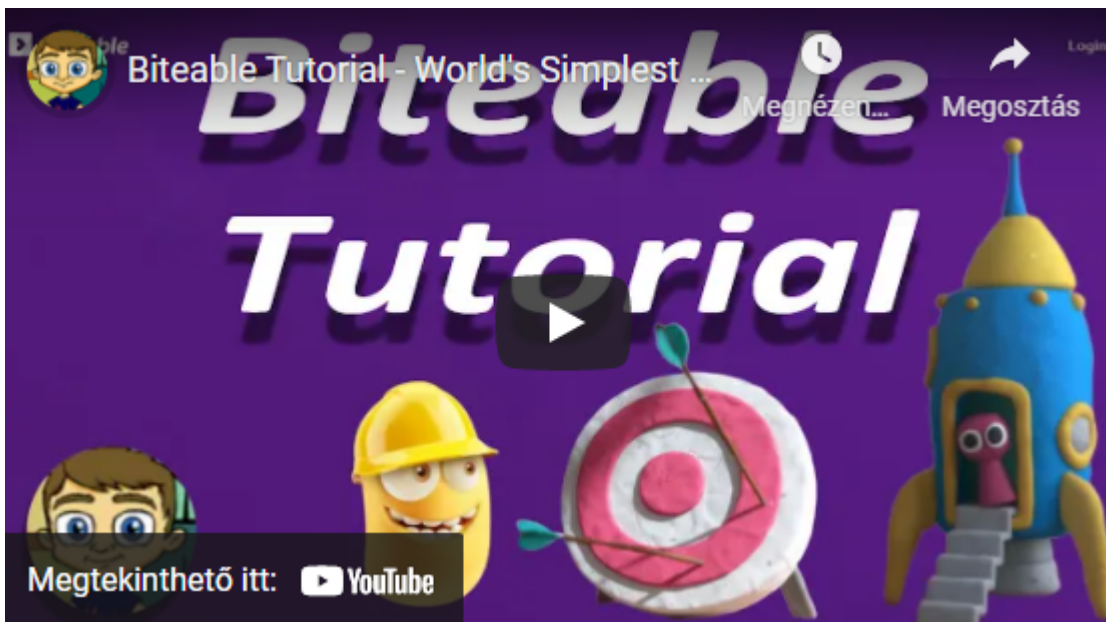 Biteable Tutorial - World's Simplest ...
Login
Megnézen...
Megosztás
Biteable
Tutorial
Megtekinthető itt: YouTube